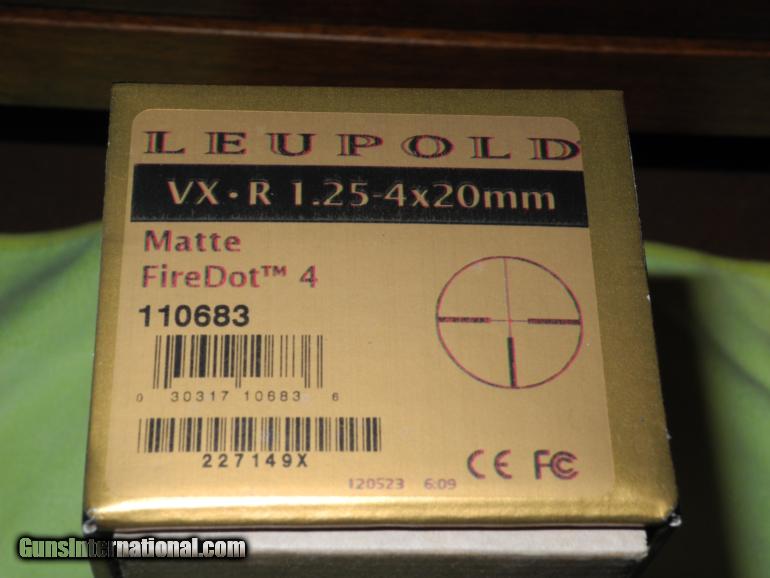 LEUPOLD
VX·R 1.25-4x20mm
Matte
FireDot™ 4
110683
0 30317 10683 6
227149X
120523 6:09
CE FC
GunsInternational.com